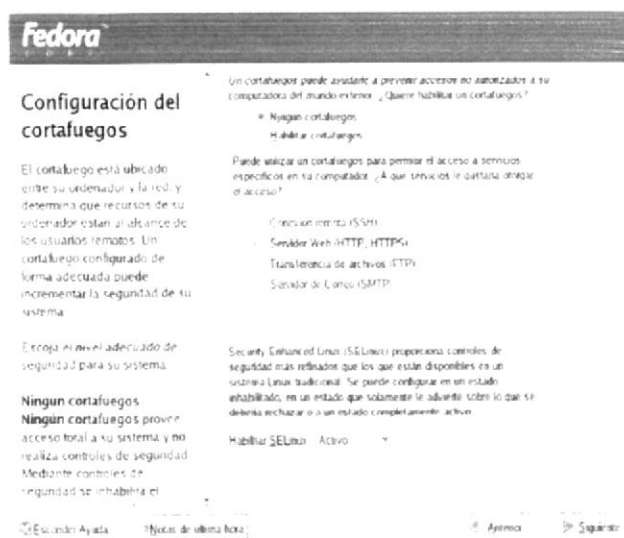 Fedora
CORE
Configuración del
cortafuegos
El cortafuego está ubicado
entre su ordenador y la red, y
determina que recursos de su
ordenador están al alcance de
los usuarios remotos. Un
cortafuego configurado de
forma adecuada puede
incrementar la seguridad de su
sistema.
Escoja el nivel adecuado de
seguridad para su sistema.
Ningun cortafuegos
Ningún cortafuegos provee
acceso total a su sistema y no
realiza controles de seguridad.
Mediante controles de
seguridad se inhabilita el
Un cortafuegos puede ayudarle a prevenir accesos no autorizados a su
computadora del mundo exterior. ¿Quiere habilitar un cortafuegos?
Ningun cortafuegos
Habilitar cortafuegos
Puede utilizar un cortafuegos para permitir el acceso a servicios
específicos en su computador. ¿A que servicios le gustaría otorgar
el acceso?
Conexion remota (SSH)
Servidor Web (HTTP, HTTPS)
Transferencia de archivos (FTP)
Servidor de Correo (SMTP)
Security Enhanced Linux (SELinux) proporciona controles de
seguridad más refinados que los que están disponibles en un
sistema Linux tradicional. Se puede configurar en un estado
inhabilitado, en un estado que solamente le advierte sobre lo que se
debería rechazar o a un estado completamente activo.
Habilitar SELinux Activo
Esconder Ayuda
Notas de última hora
Anterior
Siguiente